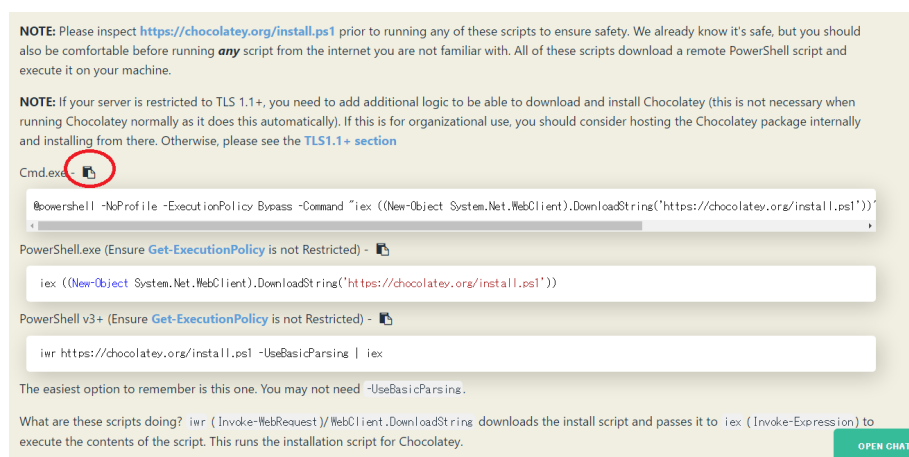 NOTE: Please inspect https://chocolatey.org/install.ps1 prior to running any of these scripts to ensure safety. We already know it's safe, but you should
also be comfortable before running any script from the internet you are not familiar with. All of these scripts download a remote PowerShell script and
execute it on your machine.
NOTE: If your server is restricted to TLS 1.1+, you need to add additional logic to be able to download and install Chocolatey (this is not necessary when
running Chocolatey normally as it does this automatically). If this is for organizational use, you should consider hosting the Chocolatey package internally
and installing from there. Otherwise, please see the TLS1.1+ section
Cmd.exe -
@powershell -NoProfile -ExecutionPolicy Bypass -Command "iex ((New-Object System.Net.WebClient).DownloadString('https://chocolatey.org/install.ps1'))"
PowerShell.exe (Ensure Get-ExecutionPolicy is not Restricted) -
iex ((New-Object System.Net.WebClient).DownloadString('https://chocolatey.org/install.ps1'))
PowerShell v3+ (Ensure Get-ExecutionPolicy is not Restricted) -
iwr https://chocolatey.org/install.ps1 -UseBasicParsing | iex
The easiest option to remember is this one. You may not need -UseBasicParsing.
What are these scripts doing? iwr (Invoke-WebRequest)/WebClient.DownloadString downloads the install script and passes it to iex (Invoke-Expression) to
execute the contents of the script. This runs the installation script for Chocolatey.
OPEN CHAT